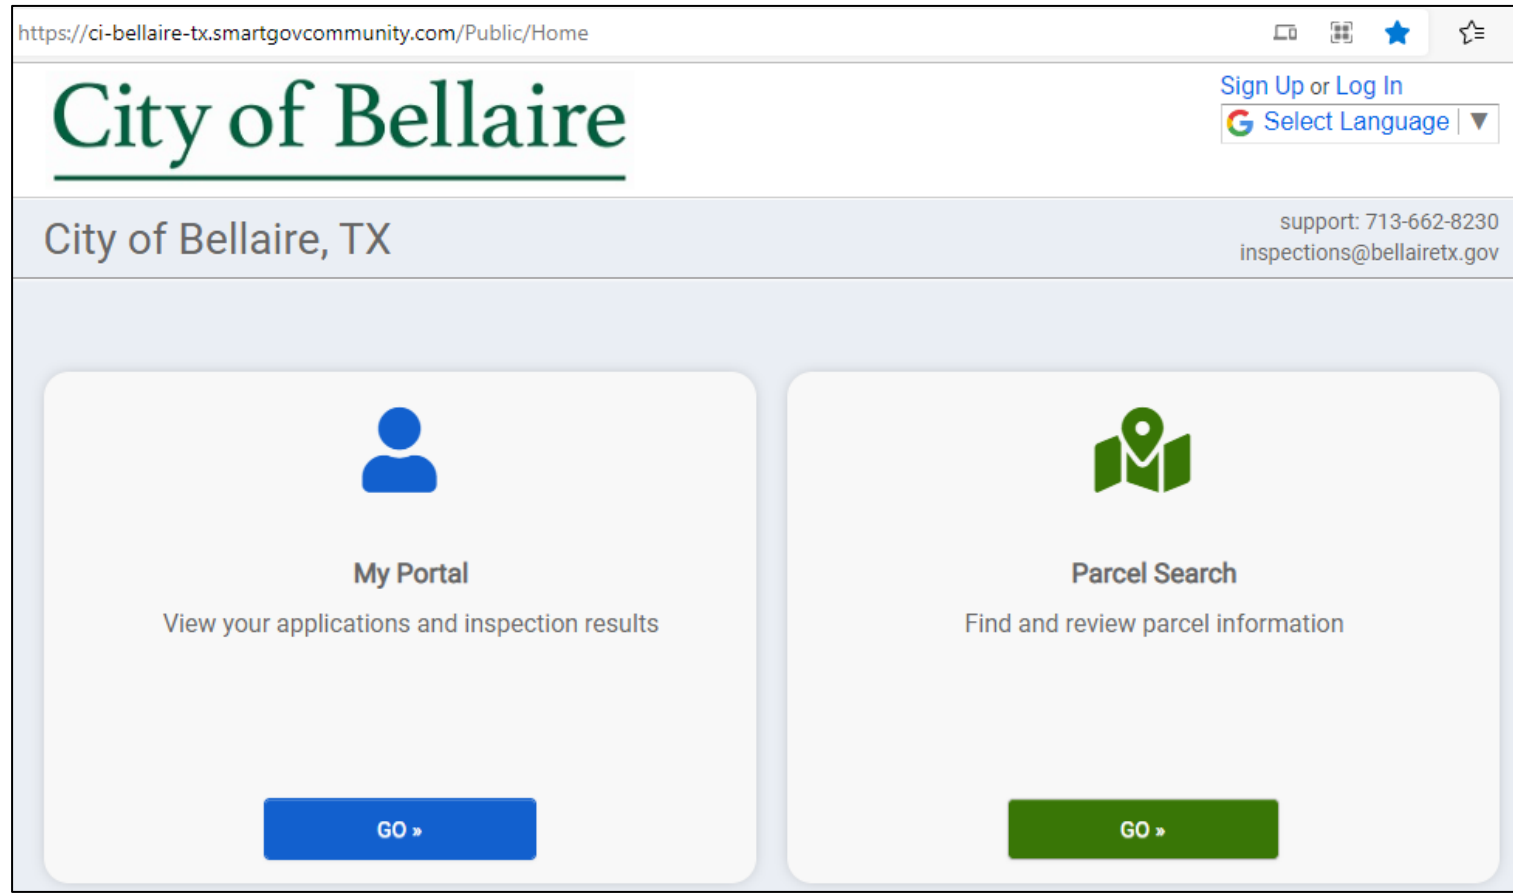 https://ci-bellaire-tx.smartgovcommunity.com/Public/Home
City of Bellaire
Sign Up or Log In
Select Language
City of Bellaire, TX
support: 713-662-8230
inspections@bellairetx.gov
My Portal
View your applications and inspection results
GO »
Parcel Search
Find and review parcel information
GO »